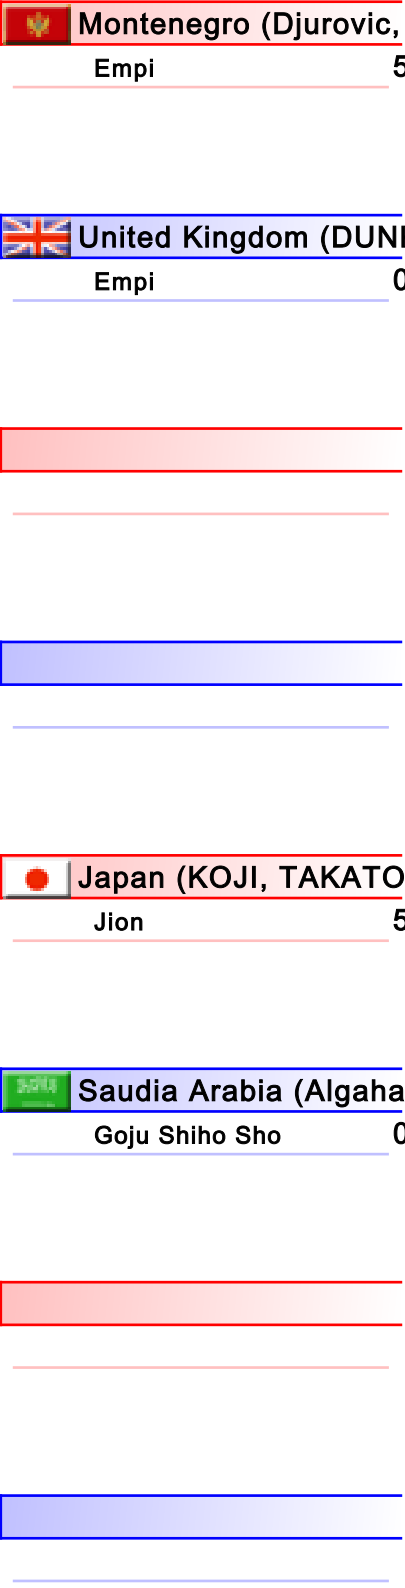 Montenegro (Djurovic,
Empi 5
United Kingdom (DUN
Empi 0
Japan (KOJI, TAKATO
Jion 5
Saudia Arabia (Algaha
Goju Shiho Sho 0